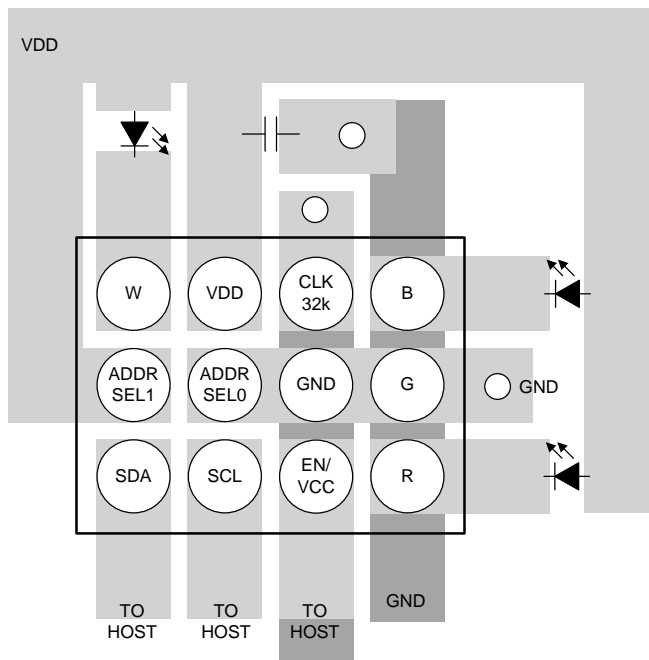 VDD
W
VDD
CLK
32k
B
ADDR
SEL1
ADDR
SEL0
GND
G
GND
SDA
SCL
EN/
VCC
R
TO
HOST
TO
HOST
TO
HOST
GND